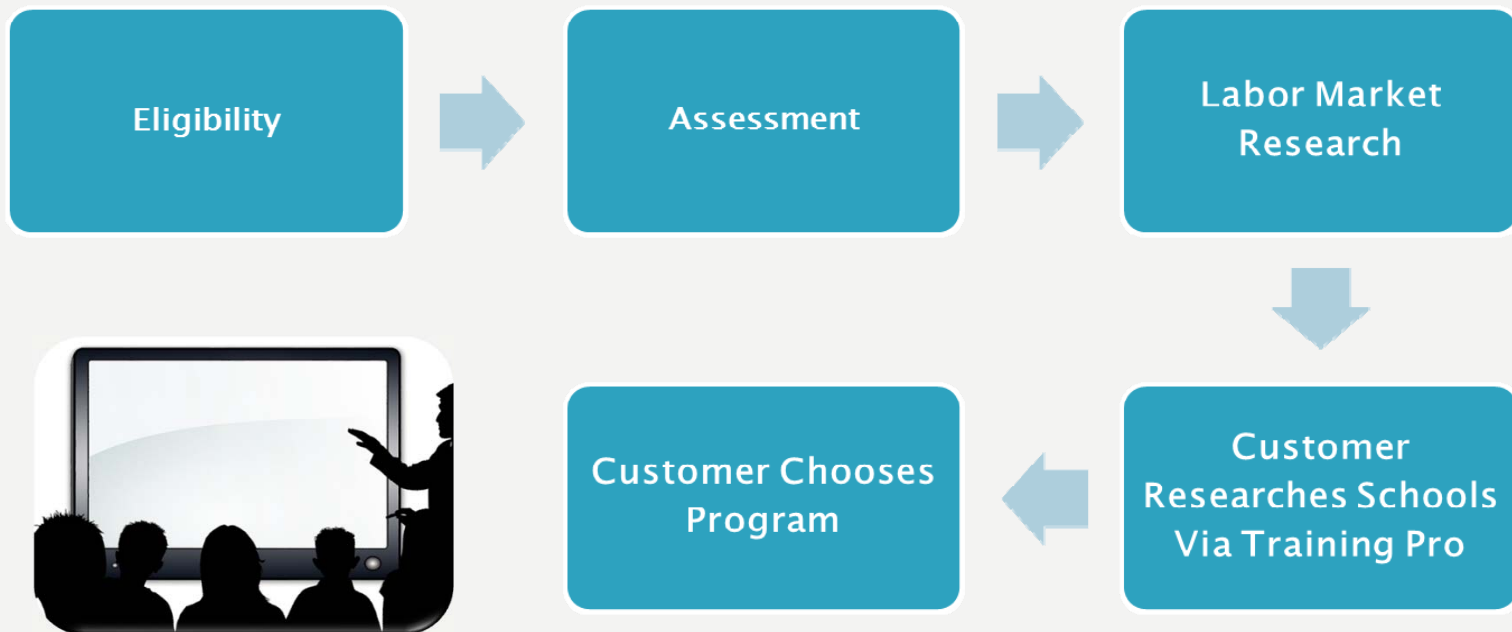 Eligibility
Assessment
Labor Market
Research
Customer
Researches Schools
Via Training Pro
Customer Chooses
Program